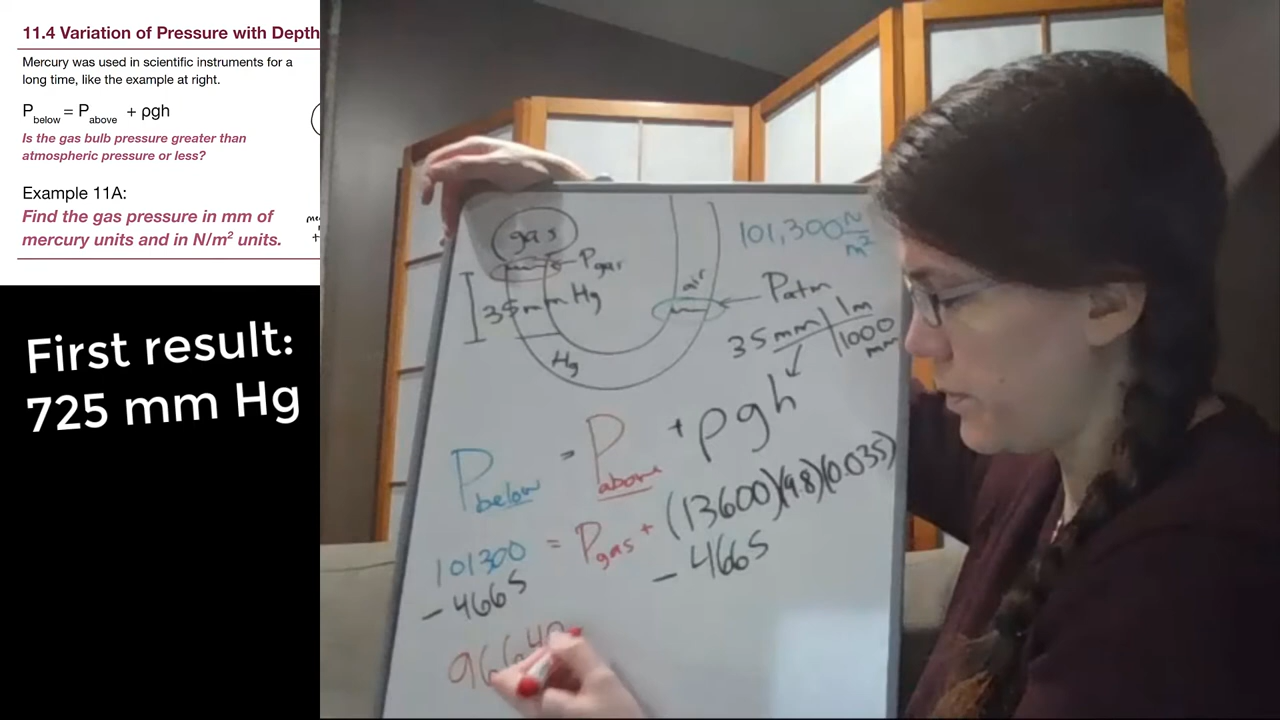 11.4 Variation of Pressure with Depth
Mercury was used in scientific instruments for a
long time, like the example at right.
P below = P above + ρgh
Is the gas bulb pressure greater than
atmospheric pressure or less?
Example 11A:
Find the gas pressure in mm of
mercury units and in N/m² units.
First result:
725 mm Hg
gas
Pgas
35mm Hg
Hg
air
101,300 N/m²
Patm
35mm | 1m
1000 mm
Pbelow = Pabove + ρgh
101300 = Pgas + (13600)(9.8)(0.035)
-4665 -4665